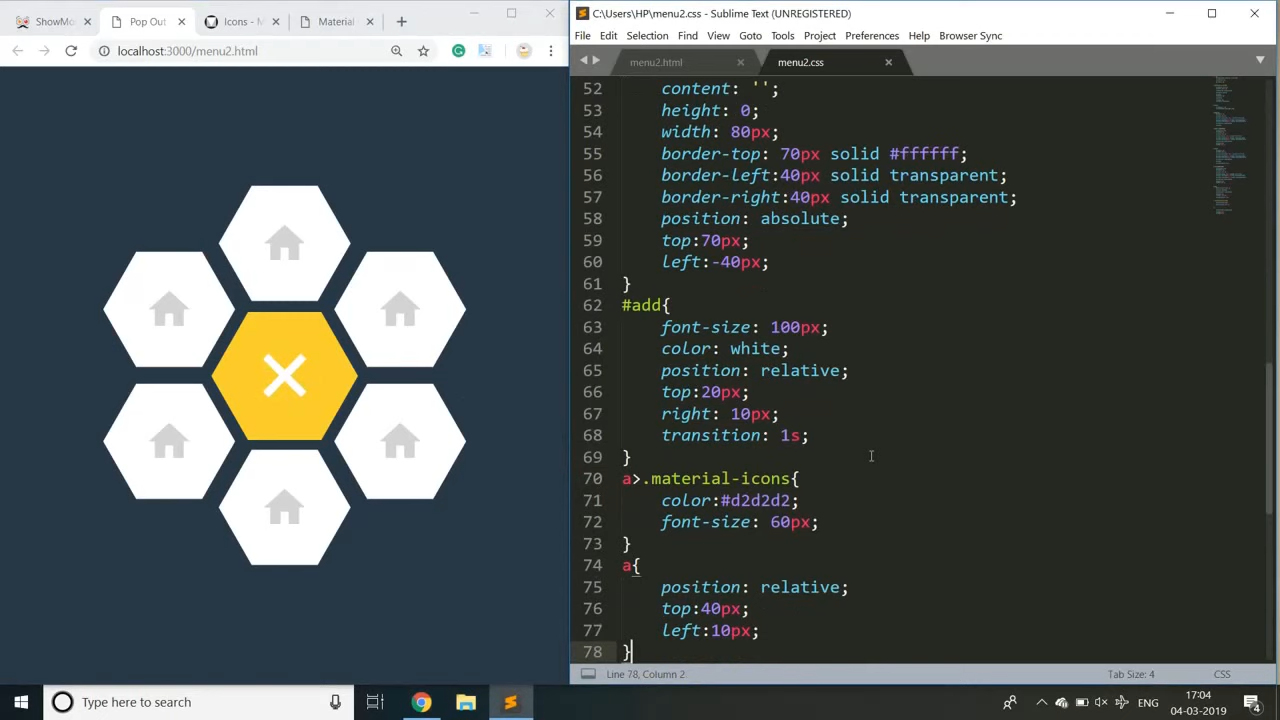 ShowMo
Pop Out
Icons - M
Material
localhost:3000/menu2.html
C:\Users\HP\menu2.css - Sublime Text (UNREGISTERED)
File Edit Selection Find View Goto Tools Project Preferences Help Browser Sync
menu2.html
menu2.css
52 content: '';
53 height: 0;
54 width: 80px;
55 border-top: 70px solid #ffffff;
56 border-left:40px solid transparent;
57 border-right:40px solid transparent;
58 position: absolute;
59 top:70px;
60 left:-40px;
61 }
62 #add{
63 font-size: 100px;
64 color: white;
65 position: relative;
66 top:20px;
67 right: 10px;
68 transition: 1s;
69 }
70 a>.material-icons{
71 color:#d2d2d2;
72 font-size: 60px;
73 }
74 a{
75 position: relative;
76 top:40px;
77 left:10px;
78 }
Line 78, Column 2
Tab Size: 4
CSS
Type here to search
ENG
17:04
04-03-2019
4